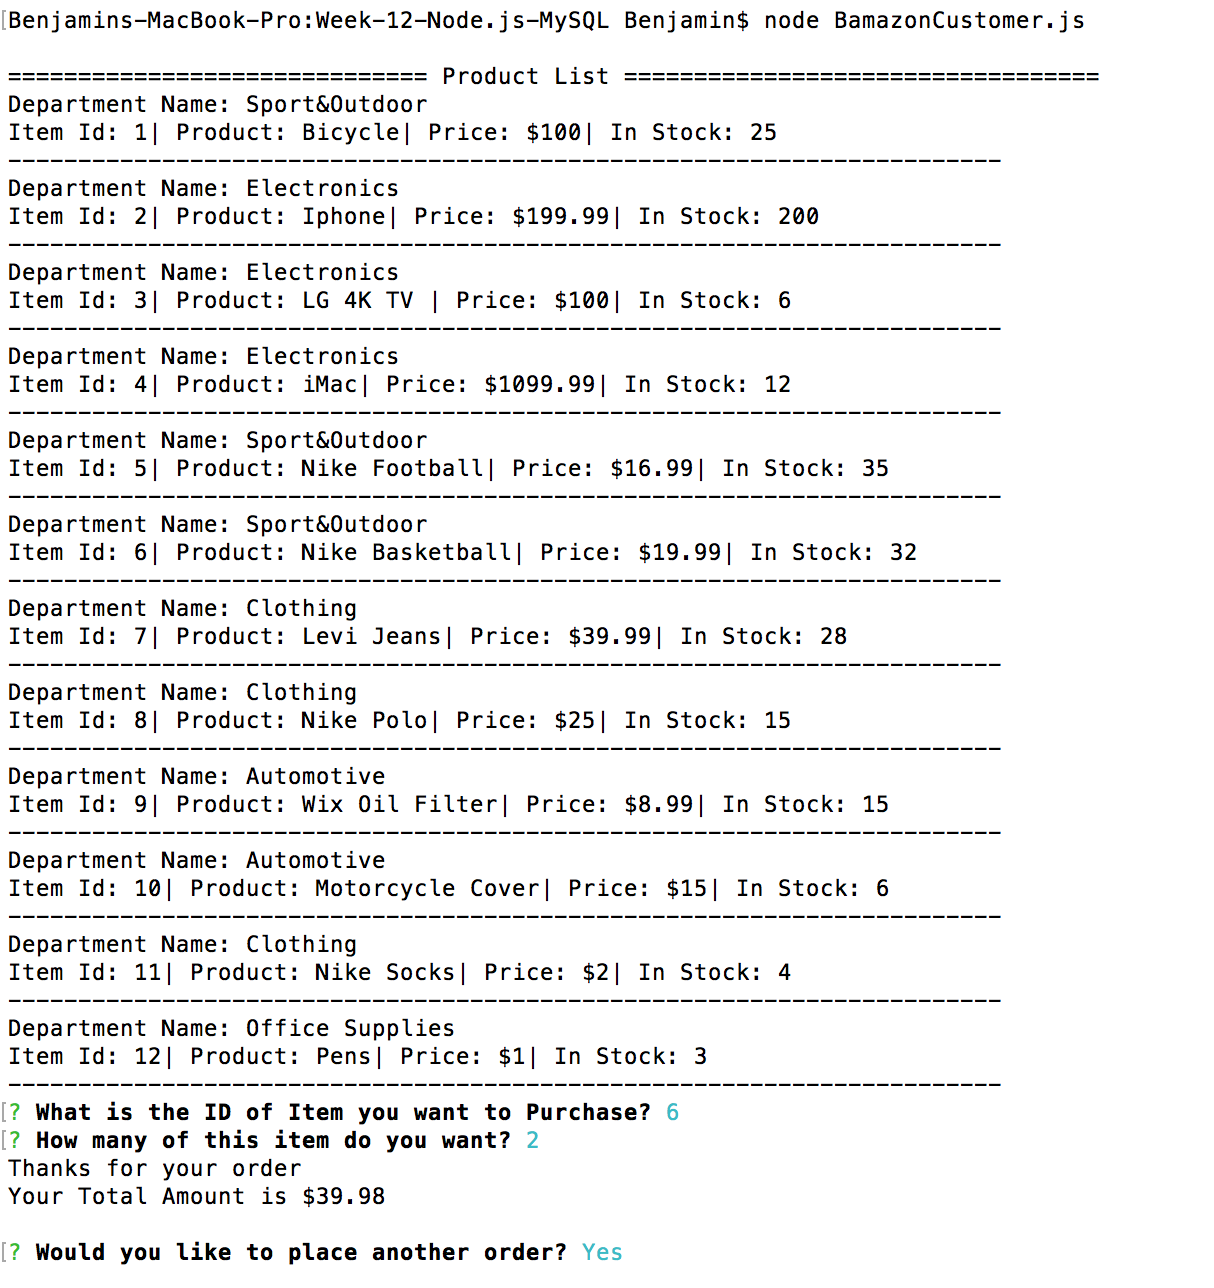 [Benjamins-MacBook-Pro:Week-12-Node.js-MySQL Benjamin$ node BamazonCustomer.js
============================== Product List ==================================
Department Name: Sport&Outdoor
Item Id: 1| Product: Bicycle| Price: $100| In Stock: 25
-----------------------------------------------------------------------
Department Name: Electronics
Item Id: 2| Product: Iphone| Price: $199.99| In Stock: 200
-----------------------------------------------------------------------
Department Name: Electronics
Item Id: 3| Product: LG 4K TV | Price: $100| In Stock: 6
-----------------------------------------------------------------------
Department Name: Electronics
Item Id: 4| Product: iMac| Price: $1099.99| In Stock: 12
-----------------------------------------------------------------------
Department Name: Sport&Outdoor
Item Id: 5| Product: Nike Football| Price: $16.99| In Stock: 35
-----------------------------------------------------------------------
Department Name: Sport&Outdoor
Item Id: 6| Product: Nike Basketball| Price: $19.99| In Stock: 32
-----------------------------------------------------------------------
Department Name: Clothing
Item Id: 7| Product: Levi Jeans| Price: $39.99| In Stock: 28
-----------------------------------------------------------------------
Department Name: Clothing
Item Id: 8| Product: Nike Polo| Price: $25| In Stock: 15
-----------------------------------------------------------------------
Department Name: Automotive
Item Id: 9| Product: Wix Oil Filter| Price: $8.99| In Stock: 15
-----------------------------------------------------------------------
Department Name: Automotive
Item Id: 10| Product: Motorcycle Cover| Price: $15| In Stock: 6
-----------------------------------------------------------------------
Department Name: Clothing
Item Id: 11| Product: Nike Socks| Price: $2| In Stock: 4
-----------------------------------------------------------------------
Department Name: Office Supplies
Item Id: 12| Product: Pens| Price: $1| In Stock: 3
-----------------------------------------------------------------------
[? What is the ID of Item you want to Purchase? 6
[? How many of this item do you want? 2
Thanks for your order
Your Total Amount is $39.98
[? Would you like to place another order? Yes